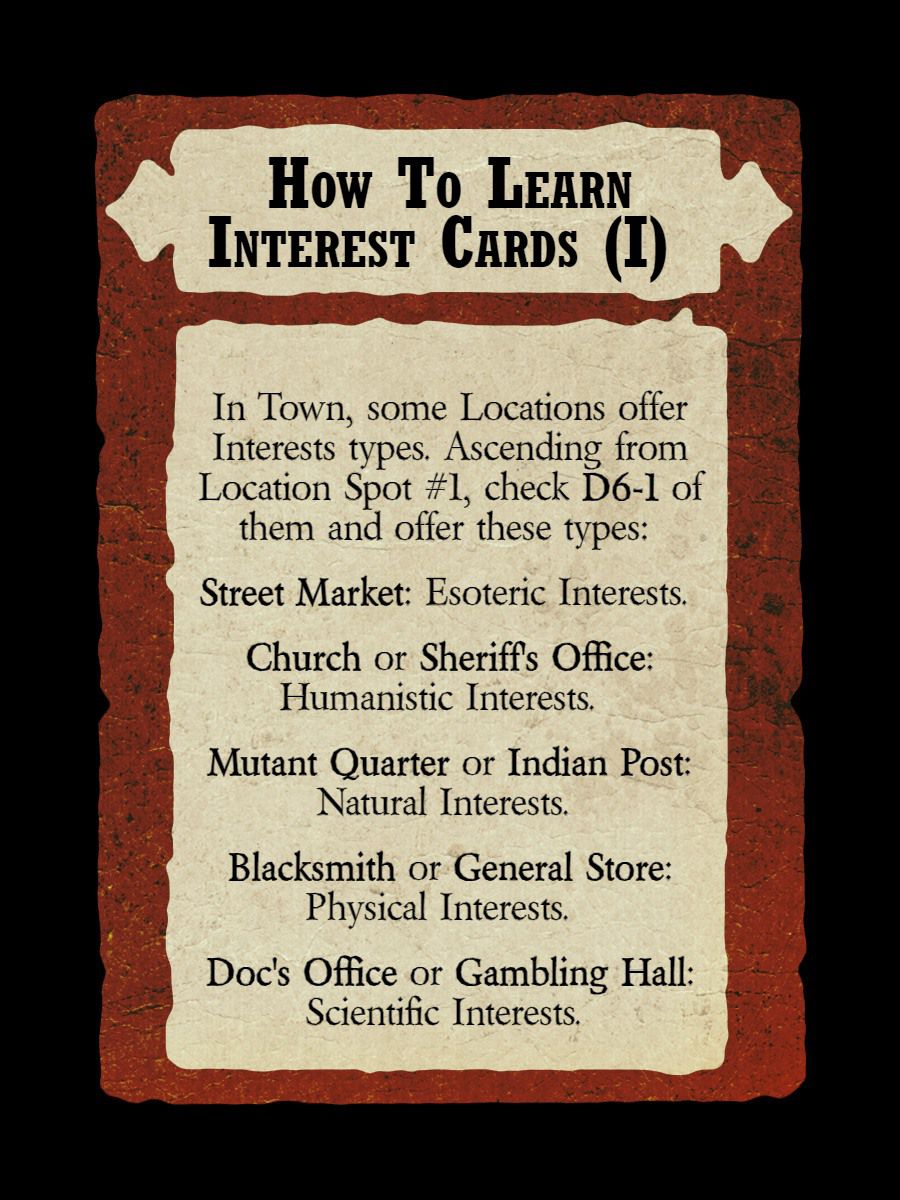 How To Learn
Interest Cards (I)
In Town, some Locations offer
Interests types. Ascending from
Location Spot #1, check D6-1 of
them and offer these types:
Street Market: Esoteric Interests.
Church or Sheriff's Office:
Humanistic Interests.
Mutant Quarter or Indian Post:
Natural Interests.
Blacksmith or General Store:
Physical Interests.
Doc's Office or Gambling Hall:
Scientific Interests.